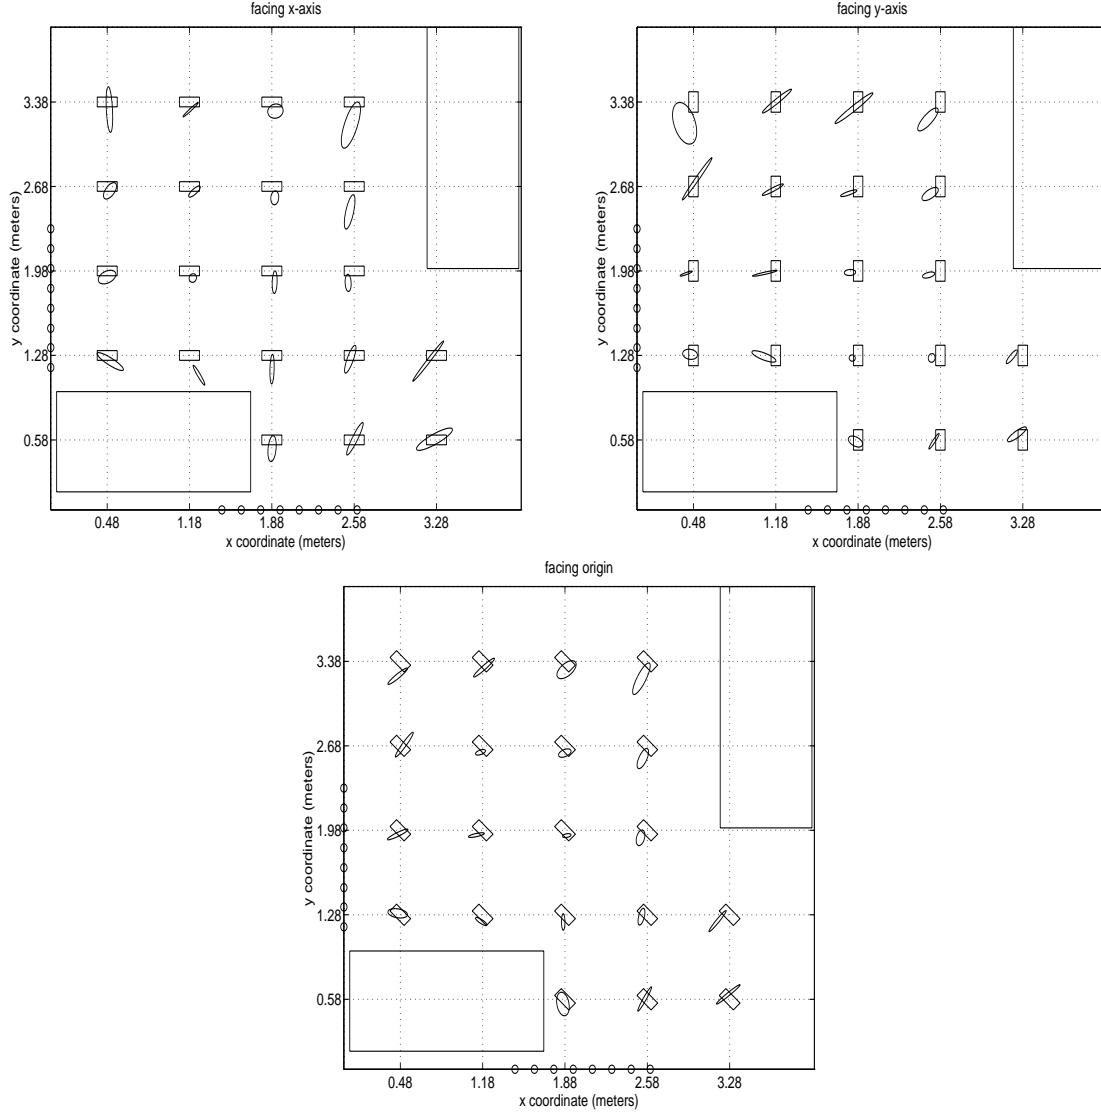 facing x-axis
3.38
2.68
1.98
1.28
0.58
y coordinate (meters)
0.48 1.18 1.88 2.58 3.28
x coordinate (meters)
facing y-axis
3.38
2.68
1.98
1.28
0.58
y coordinate (meters)
0.48 1.18 1.88 2.58 3.28
x coordinate (meters)
facing origin
3.38
2.68
1.98
1.28
0.58
y coordinate (meters)
0.48 1.18 1.88 2.58 3.28
x coordinate (meters)